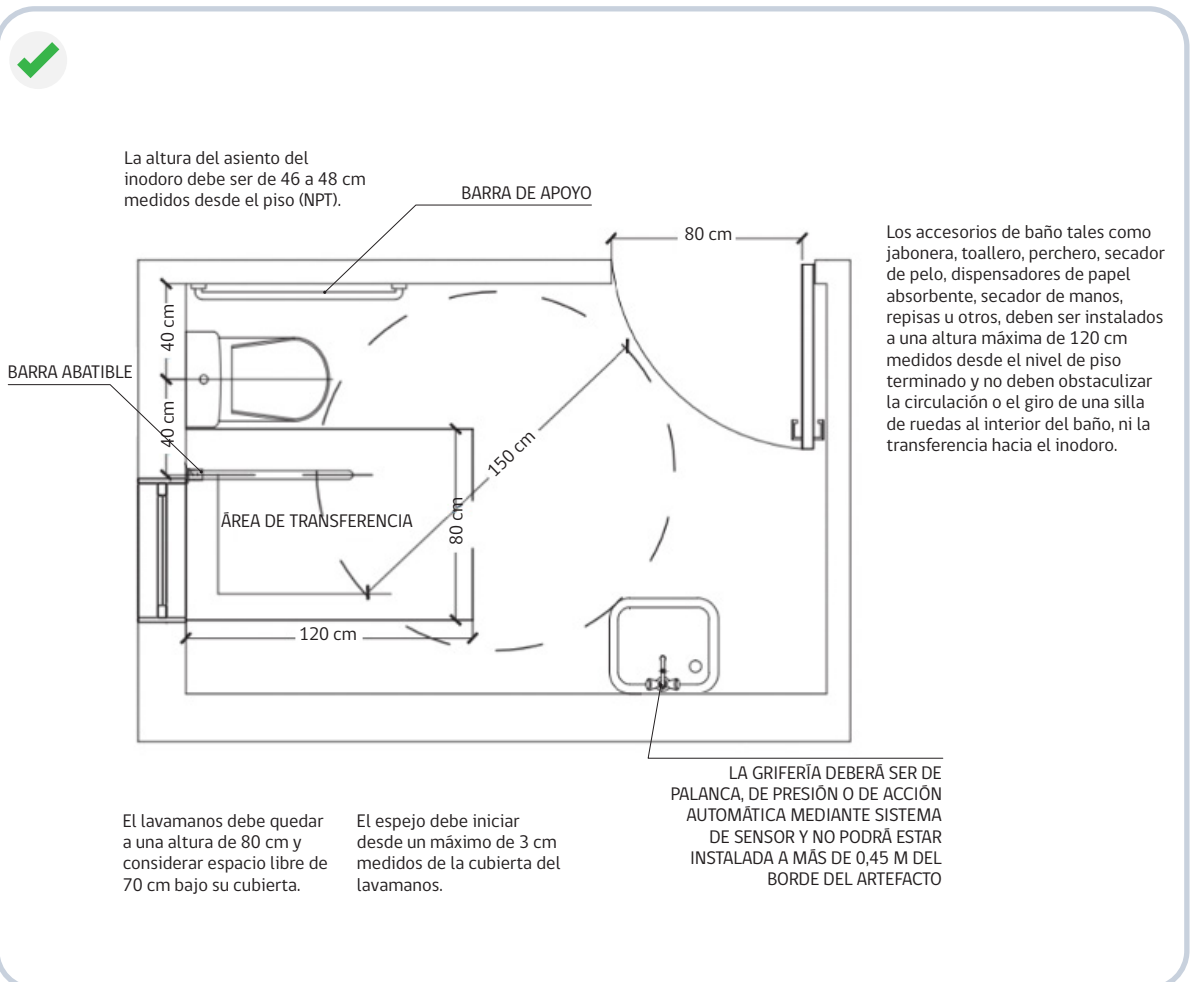 La altura del asiento del
inodoro debe ser de 46 a 48 cm
medidos desde el piso (NPT).
BARRA DE APOYO
80 cm
Los accesorios de baño tales como
jabonera, toallero, perchero, secador
de pelo, dispensadores de papel
absorbente, secador de manos,
repisas u otros, deben ser instalados
a una altura máxima de 120 cm
medidos desde el nivel de piso
terminado y no deben obstaculizar
la circulación o el giro de una silla
de ruedas al interior del baño, ni la
transferencia hacia el inodoro.
40 cm
BARRA ABATIBLE
40 cm
150 cm
ÁREA DE TRANSFERENCIA
80 cm
120 cm
LA GRIFERÍA DEBERÁ SER DE
PALANCA, DE PRESIÓN O DE ACCIÓN
AUTOMÁTICA MEDIANTE SISTEMA
DE SENSOR Y NO PODRÁ ESTAR
INSTALADA A MÁS DE 0,45 M DEL
BORDE DEL ARTEFACTO
El lavamanos debe quedar
a una altura de 80 cm y
considerar espacio libre de
70 cm bajo su cubierta.
El espejo debe iniciar
desde un máximo de 3 cm
medidos de la cubierta del
lavamanos.